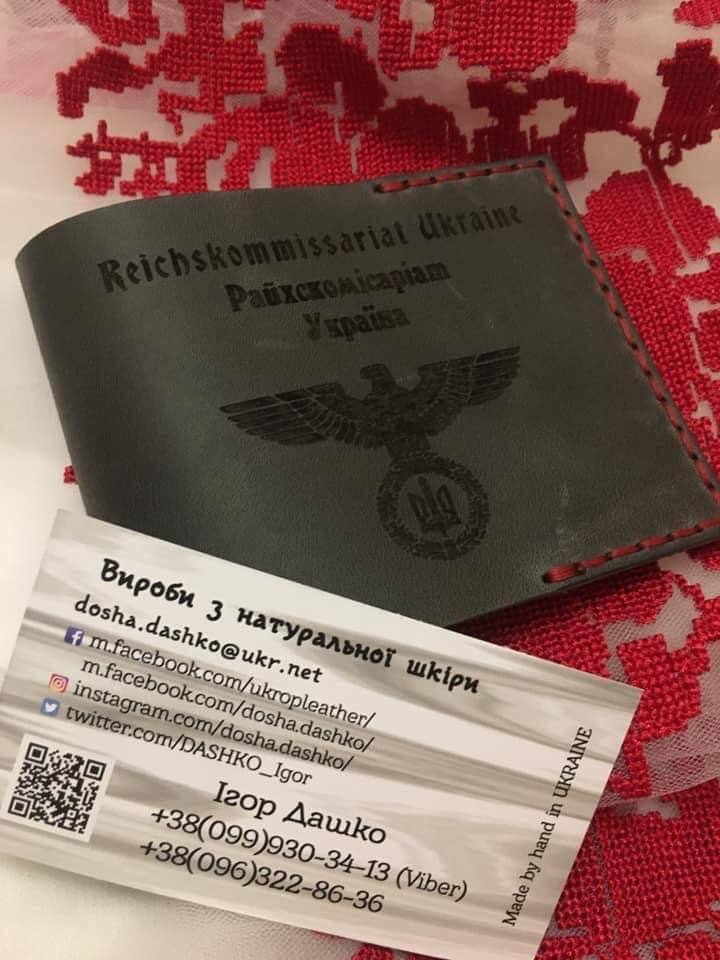 Reichskommissariat Ukraine
Райхскомісаріат
Україна
Вироби з натуральної шкіри
dosha.dashko@ukr.net
m.facebook.com/ukropleather/
m.facebook.com/dosha.dashko/
instagram.com/dosha.dashko/
twitter.com/DASHKO_Igor
Ігор Дашко
+38(099)930-34-13 (Viber)
+38(096)322-86-36
Made by hand in UKRAINE